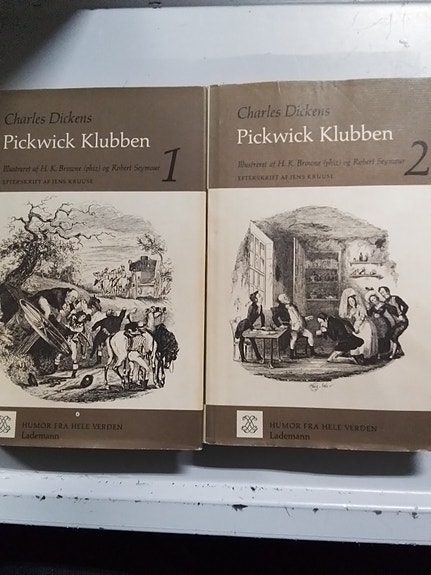 Charles Dickens
Pickwick Klubben
Illustreret af H. K. Browne (phiz) og Robert Seymour
EFTERSKRIFT AF JENS KRUUSE
1
HUMOR FRA HELE VERDEN
Lademann
Charles Dickens
Pickwick Klubben
Illustreret af H. K. Browne (phiz) og Robert Seymour
EFTERSKRIFT AF JENS KRUUSE
2
HUMOR FRA HELE VERDEN
Lademann